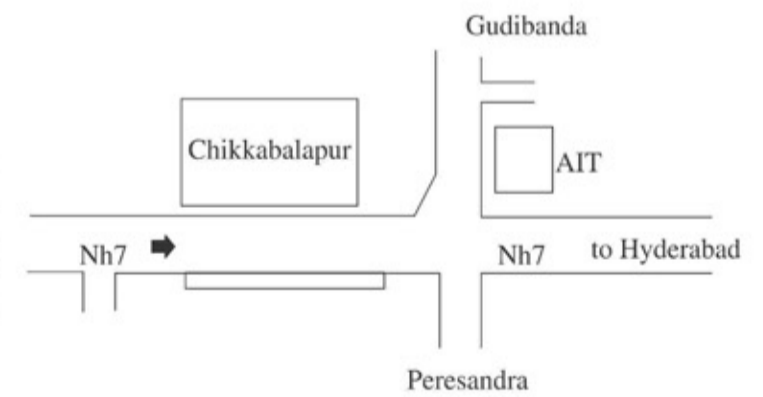 Gudibanda
Chikkabalapur
AIT
Nh7
Nh7
to Hyderabad
Peresandra